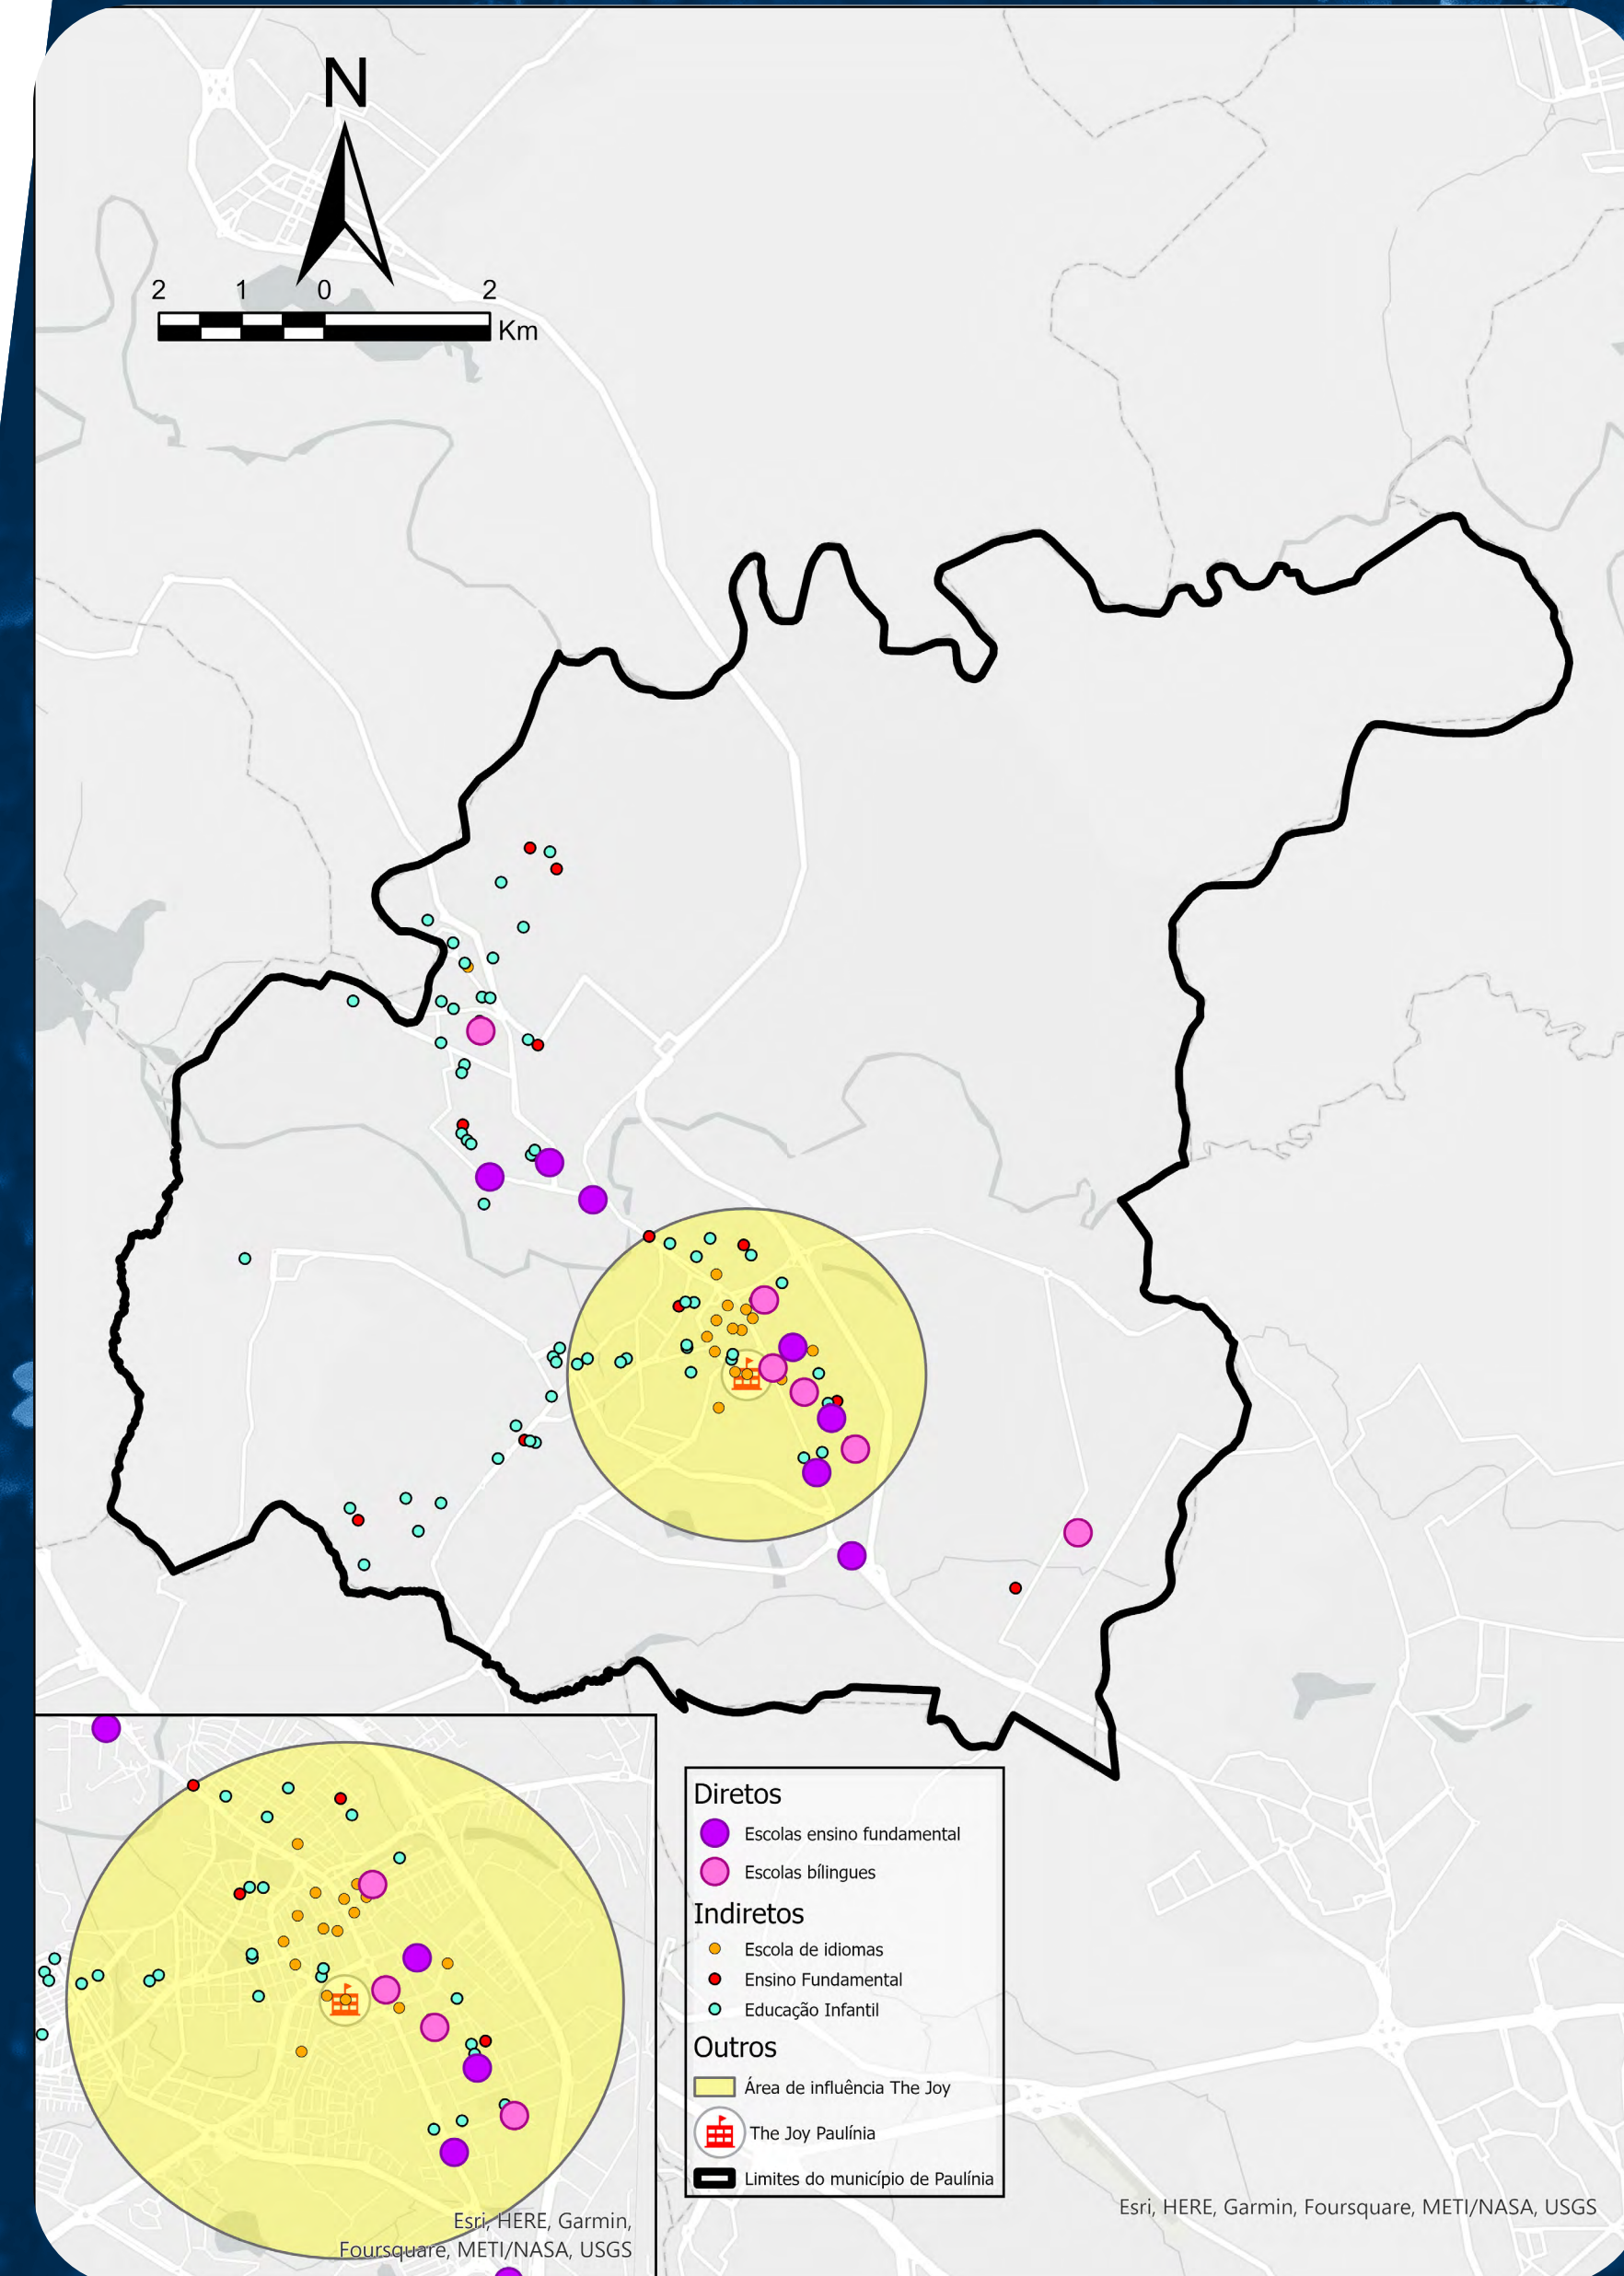 N
2 1 0 2
Km
Diretos
Escolas ensino fundamental
Escolas bílingues
Indiretos
Escola de idiomas
Ensino Fundamental
Educação Infantil
Outros
Área de influência The Joy
The Joy Paulínia
Limites do município de Paulínia
Esri, HERE, Garmin,
Foursquare, METI/NASA, USGS
Esri, HERE, Garmin, Foursquare, METI/NASA, USGS